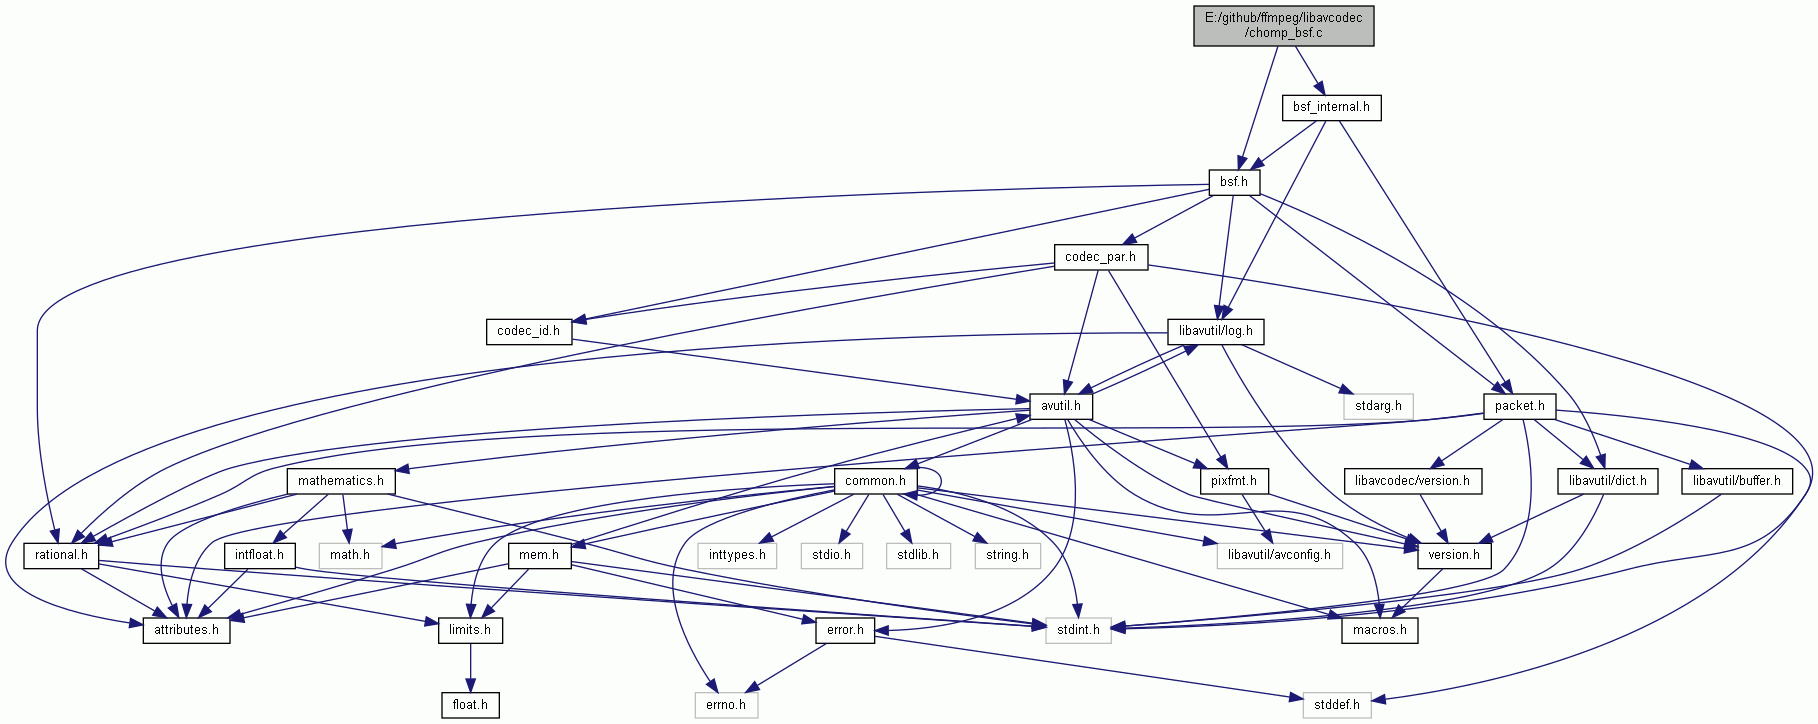 E:/github/ffmpeg/libavcodec
/chomp_bsf.c
bsf_internal.h
bsf.h
codec_par.h
codec_id.h
libavutil/log.h
avutil.h
stdarg.h
packet.h
mathematics.h
common.h
pixfmt.h
libavcodec/version.h
libavutil/dict.h
libavutil/buffer.h
rational.h
intfloat.h
math.h
mem.h
inttypes.h
stdio.h
stdlib.h
string.h
libavutil/avconfig.h
version.h
attributes.h
limits.h
error.h
stdint.h
macros.h
float.h
errno.h
stddef.h